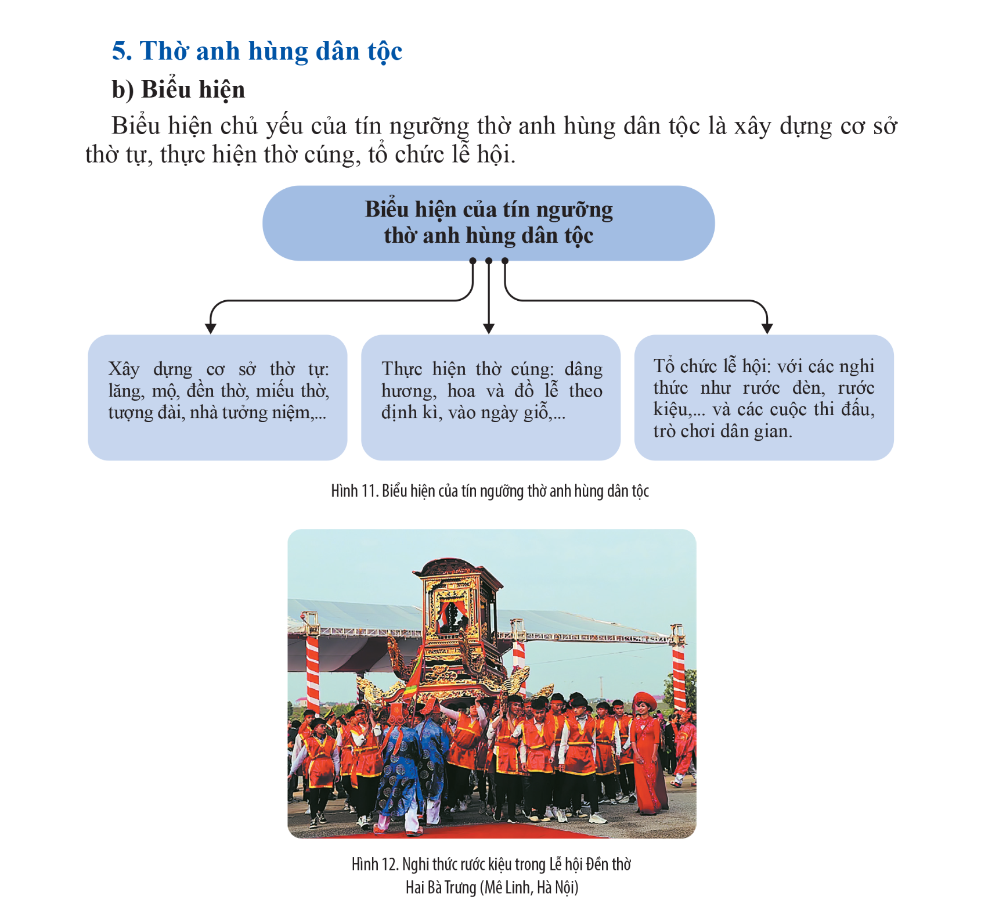 5. Thờ anh hùng dân tộc
b) Biểu hiện
Biểu hiện chủ yếu của tín ngưỡng thờ anh hùng dân tộc là xây dựng cơ sở
thờ tự, thực hiện thờ cúng, tổ chức lễ hội.
Biểu hiện của tín ngưỡng
thờ anh hùng dân tộc
Xây dựng cơ sở thờ tự:
lăng, mộ, đền thờ, miếu thờ,
tượng đài, nhà tưởng niệm,...
Thực hiện thờ cúng: dâng
hương, hoa và đồ lễ theo
định kì, vào ngày giỗ,...
Tổ chức lễ hội: với các nghi
thức như rước đèn, rước
kiệu,... và các cuộc thi đấu,
trò chơi dân gian.
Hình 11. Biểu hiện của tín ngưỡng thờ anh hùng dân tộc
Hình 12. Nghi thức rước kiệu trong Lễ hội Đền thờ
Hai Bà Trưng (Mê Linh, Hà Nội)